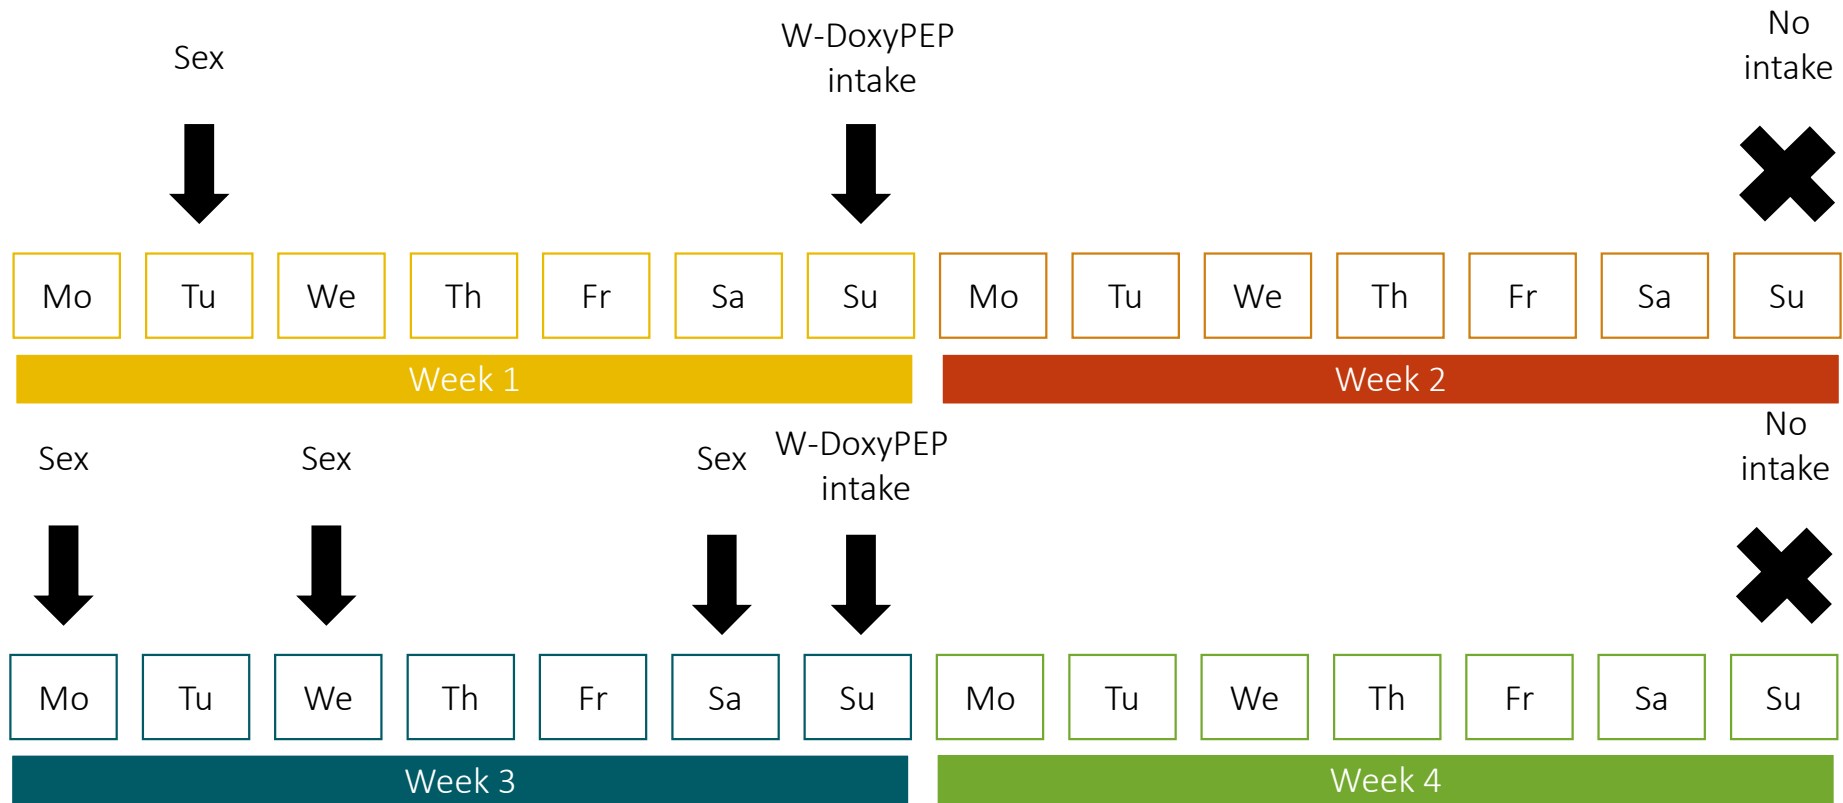 Sex
W-DoxyPEP
intake
No
intake
Mo Tu We Th Fr Sa Su Mo Tu We Th Fr Sa Su
Week 1 Week 2
Sex Sex Sex W-DoxyPEP
intake
No
intake
Mo Tu We Th Fr Sa Su Mo Tu We Th Fr Sa Su
Week 3 Week 4